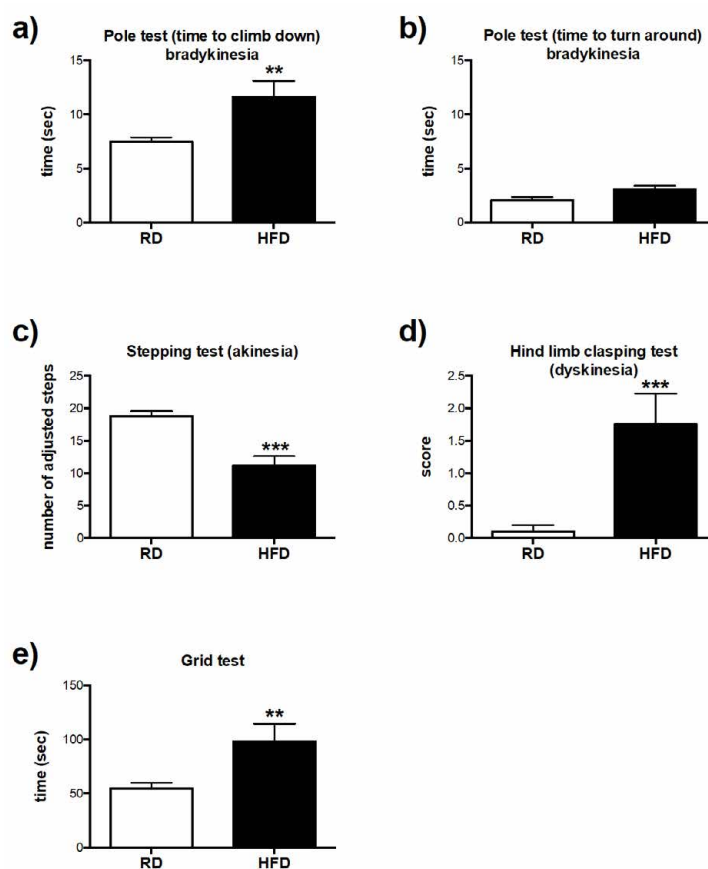 a)
Pole test (time to climb down)
bradykinesia
time (sec)
15
10
5
0
**
RD
HFD
b)
Pole test (time to turn around)
bradykinesia
time (sec)
15
10
5
0
RD
HFD
c)
Stepping test (akinesia)
number of adjusted steps
25
20
15
10
5
0
***
RD
HFD
d)
Hind limb clasping test
(dyskinesia)
score
2.5
2.0
1.5
1.0
0.5
0.0
***
RD
HFD
e)
Grid test
time (sec)
150
100
50
0
**
RD
HFD